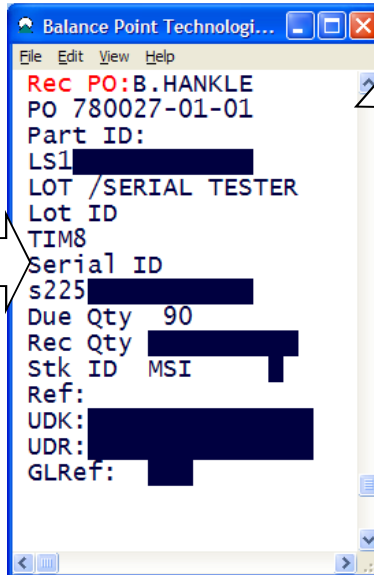 Balance Point Technologi...
File Edit View Help
Rec PO:B.HANKLE
PO 780027-01-01
Part ID:
LS1
LOT /SERIAL TESTER
Lot ID
TIM8
Serial ID
s225
Due Qty 90
Rec Qty
Stk ID MSI
Ref:
UDK:
UDR:
GLRef: